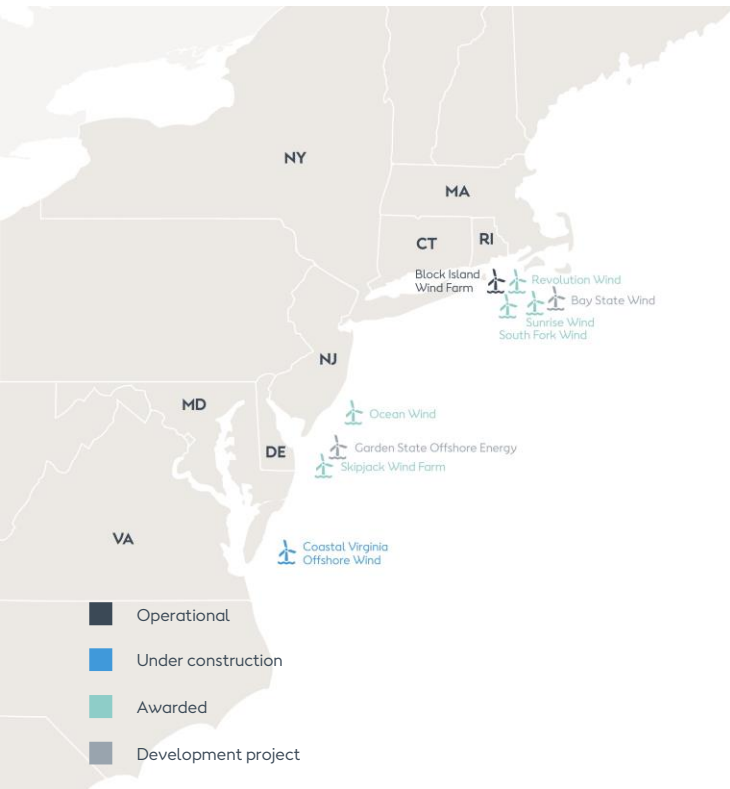 NY
MA
CT
RI
Block Island
Wind Farm
Revolution Wind
Bay State Wind
Sunrise Wind
South Fork Wind
NJ
MD
Ocean Wind
DE
Garden State Offshore Energy
Skipjack Wind Farm
VA
Coastal Virginia
Offshore Wind
Operational
Under construction
Awarded
Development project